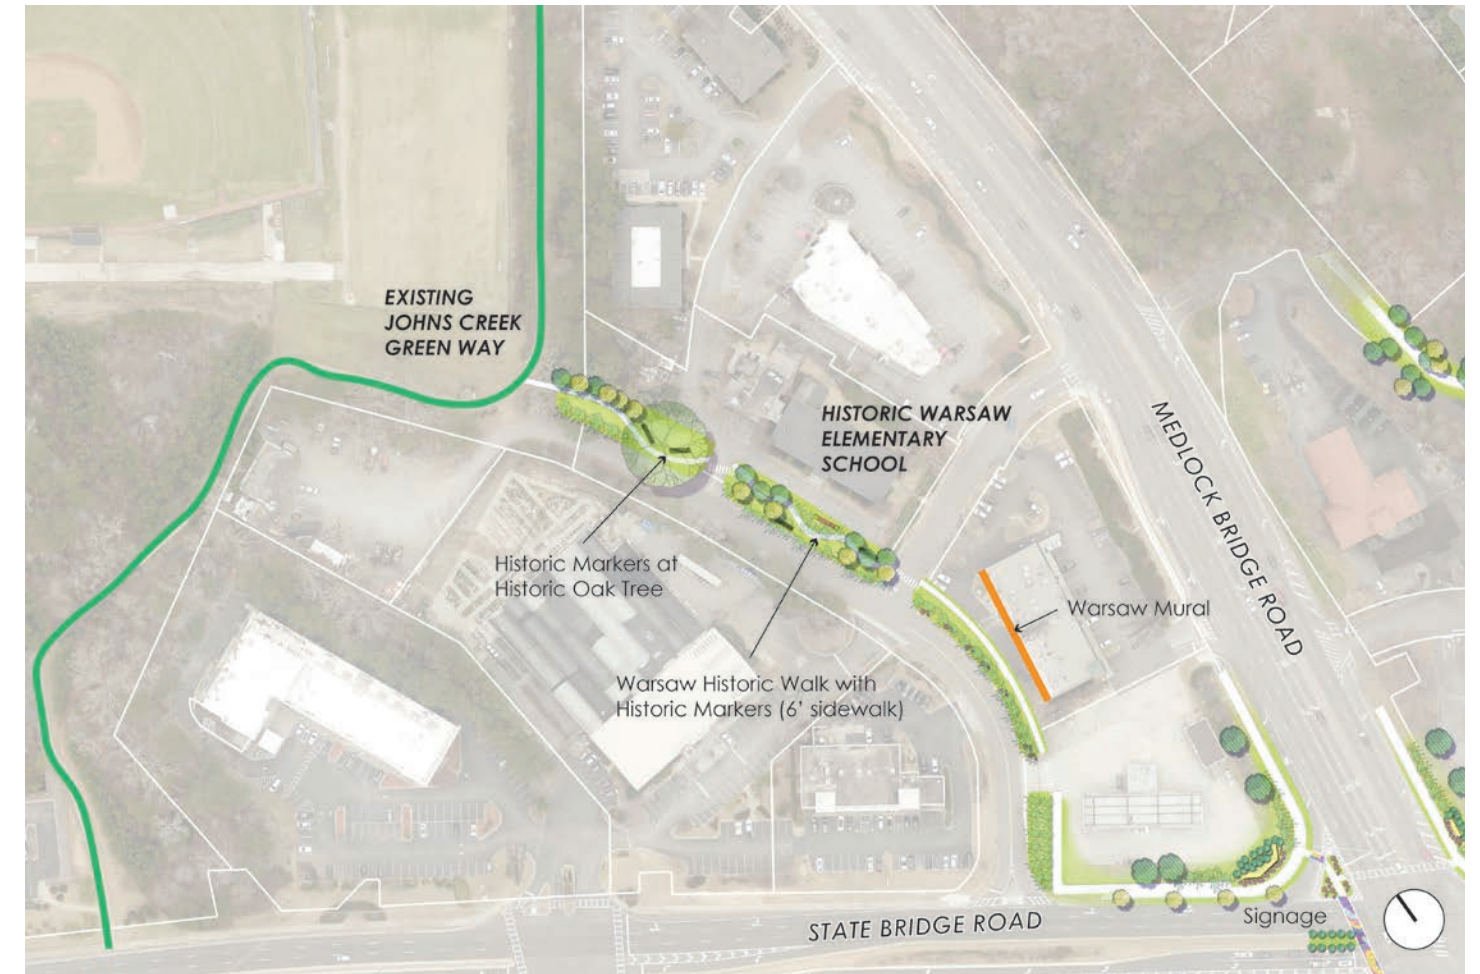 EXISTING
JOHNS CREEK
GREEN WAY
HISTORIC WARSAW
ELEMENTARY
SCHOOL
MEDLOCK BRIDGE ROAD
Historic Markers at
Historic Oak Tree
Warsaw Mural
Warsaw Historic Walk with
Historic Markers (6' sidewalk)
Signage
STATE BRIDGE ROAD